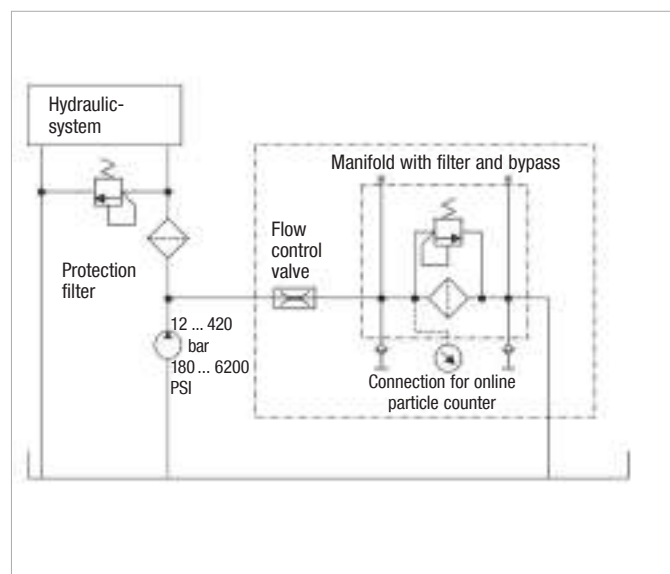 Hydraulic-
system
Manifold with filter and bypass
Flow
control
valve
Protection
filter
12 ... 420
bar
180 ... 6200
PSI
Connection for online
particle counter